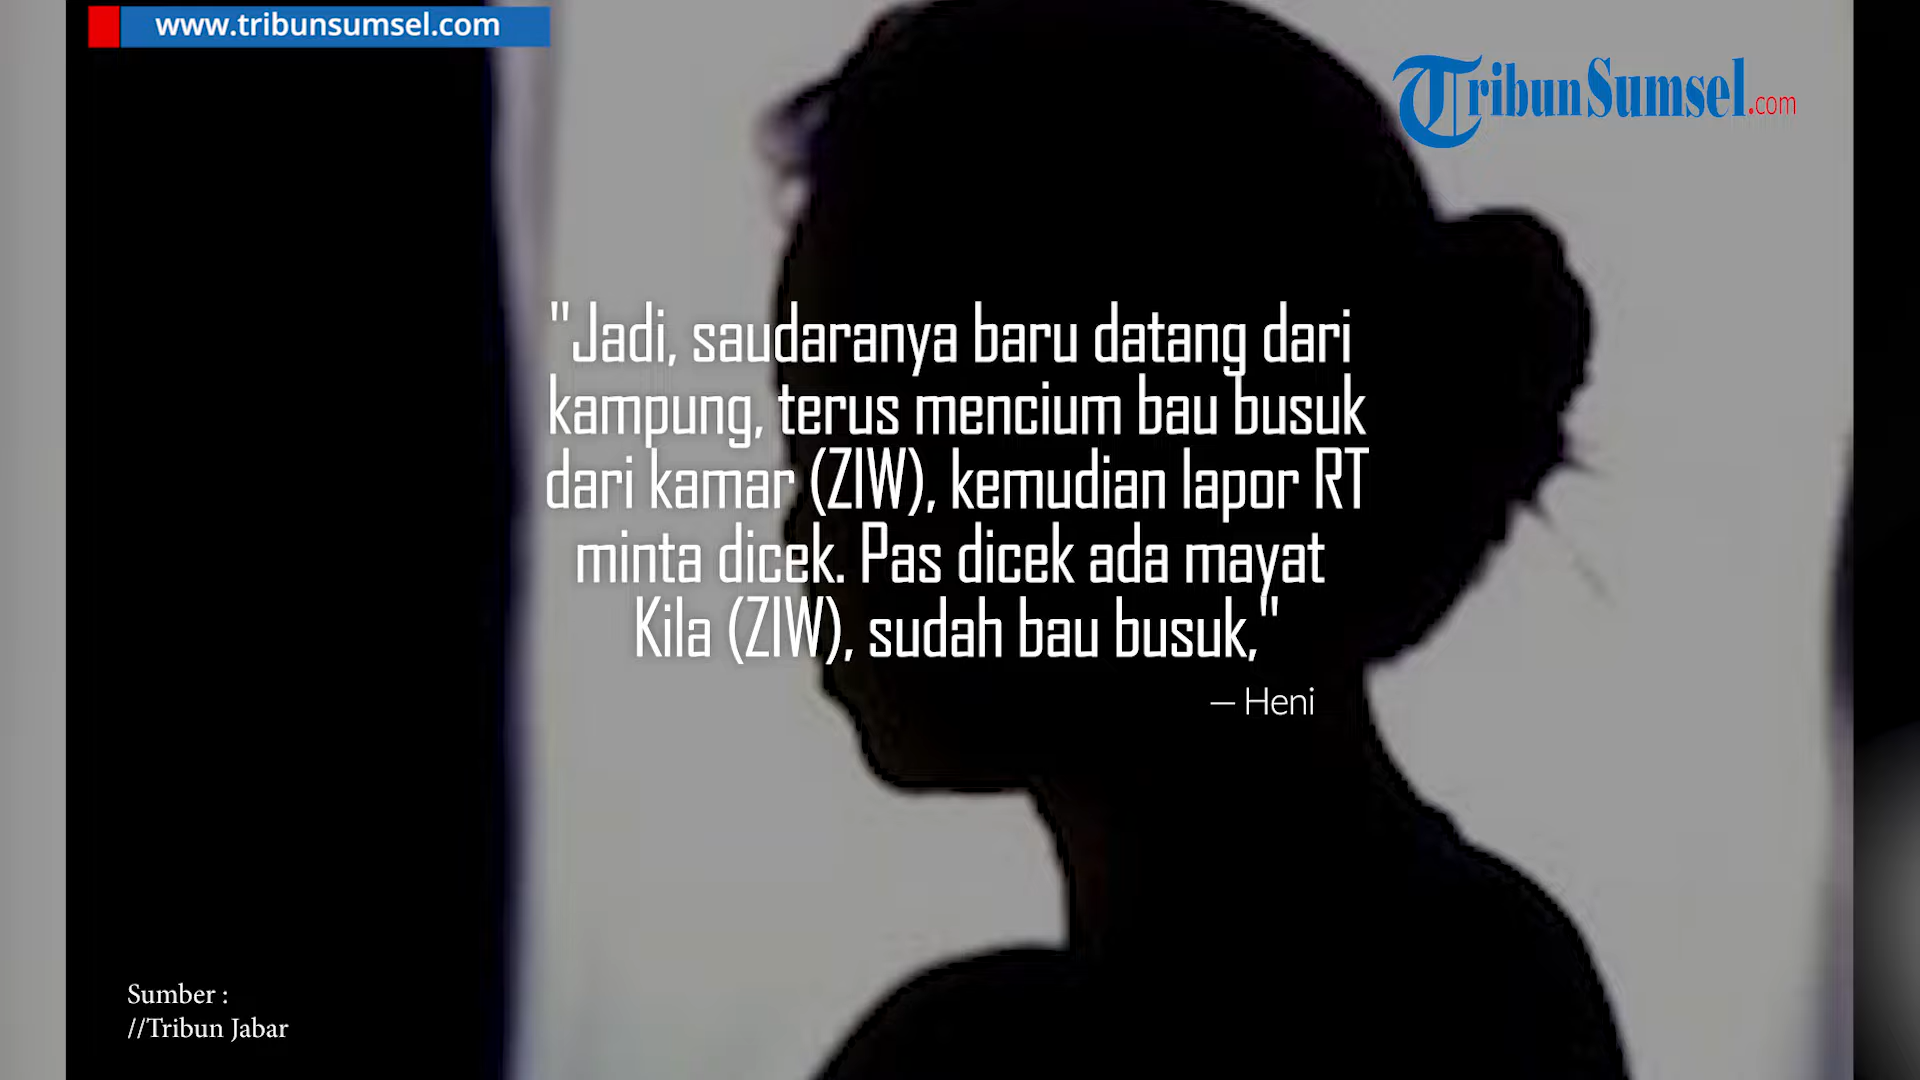 www.tribunsumsel.com
TribunSumsel.com
"Jadi, saudaranya baru datang dari
kampung, terus mencium bau busuk
dari kamar (ZIW), kemudian lapor RT
minta dicek. Pas dicek ada mayat
Kila (ZIW), sudah bau busuk,"
— Heni
Sumber :
//Tribun Jabar